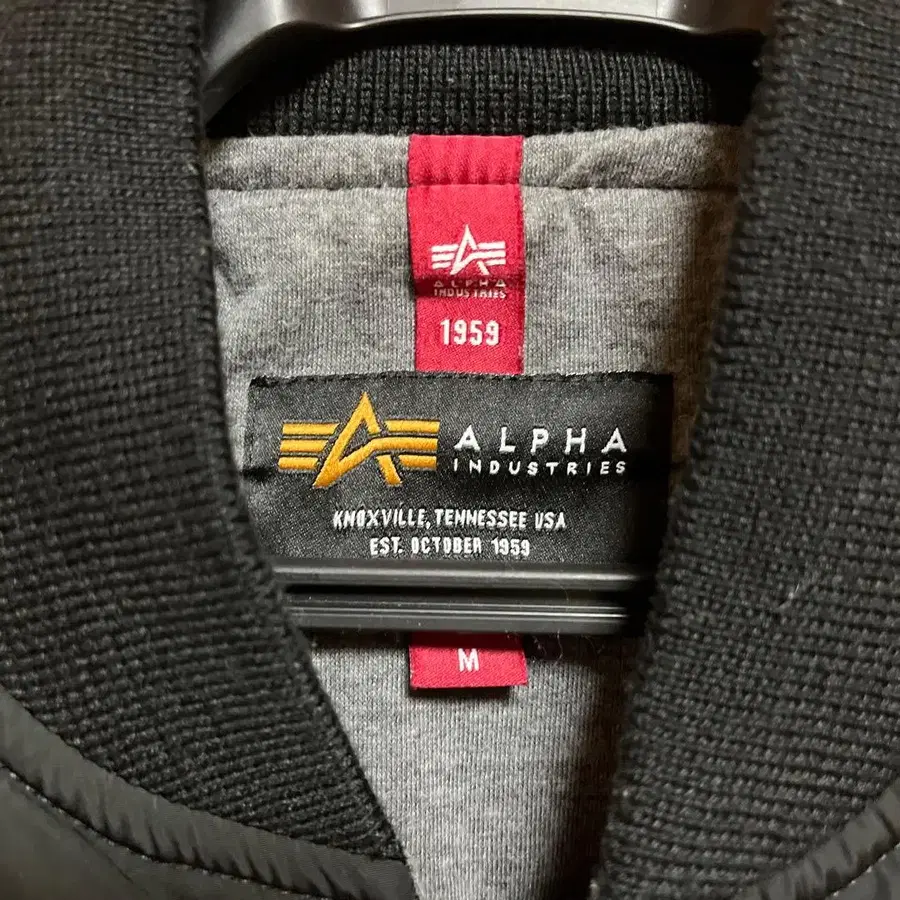 ALPHA
INDUSTRIES
1959
ALPHA
INDUSTRIES
KNOXVILLE, TENNESSEE USA
EST. OCTOBER 1959
M